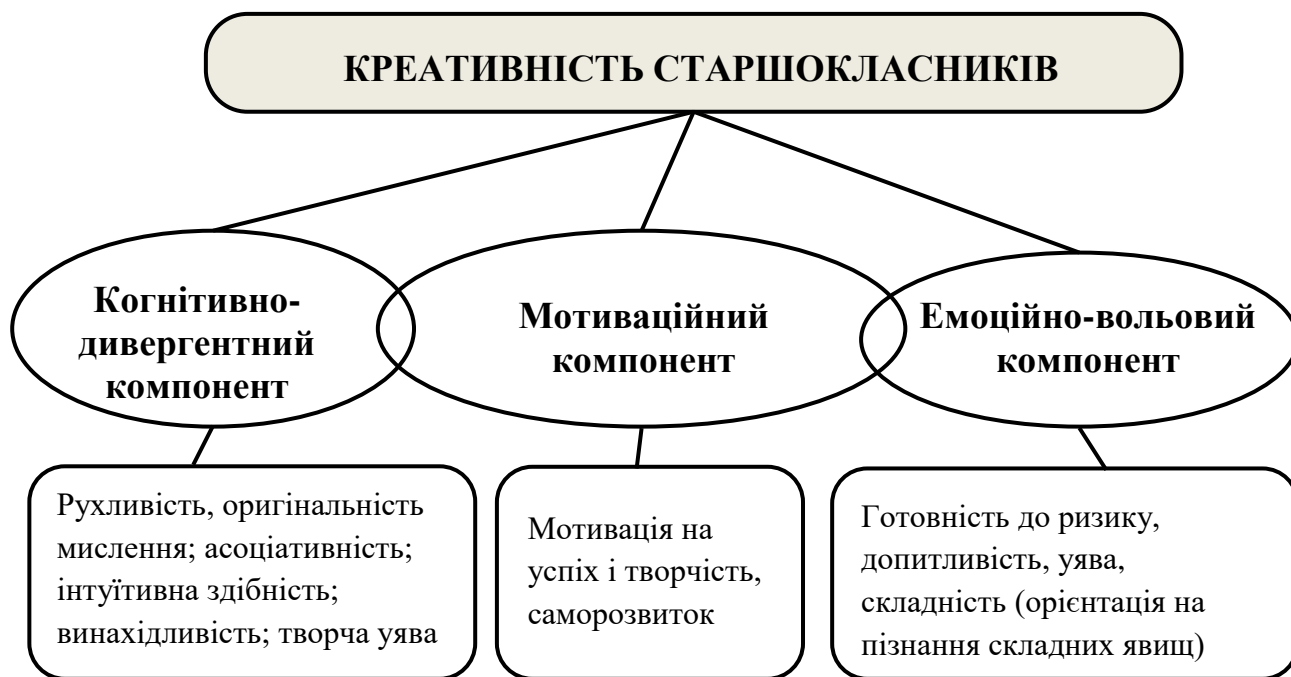 КРЕАТИВНІСТЬ СТАРШОКЛАСНИКІВ
Когнітивно-
дивергентний
компонент
Мотиваційний
компонент
Емоційно-вольовий
компонент
Рухливість, оригінальність
мислення; асоціативність;
інтуїтивна здібність;
винахідливість; творча уява
Мотивація на
успіх і творчість,
саморозвиток
Готовність до ризику,
допитливість, уява,
складність (орієнтація на
пізнання складних явищ)